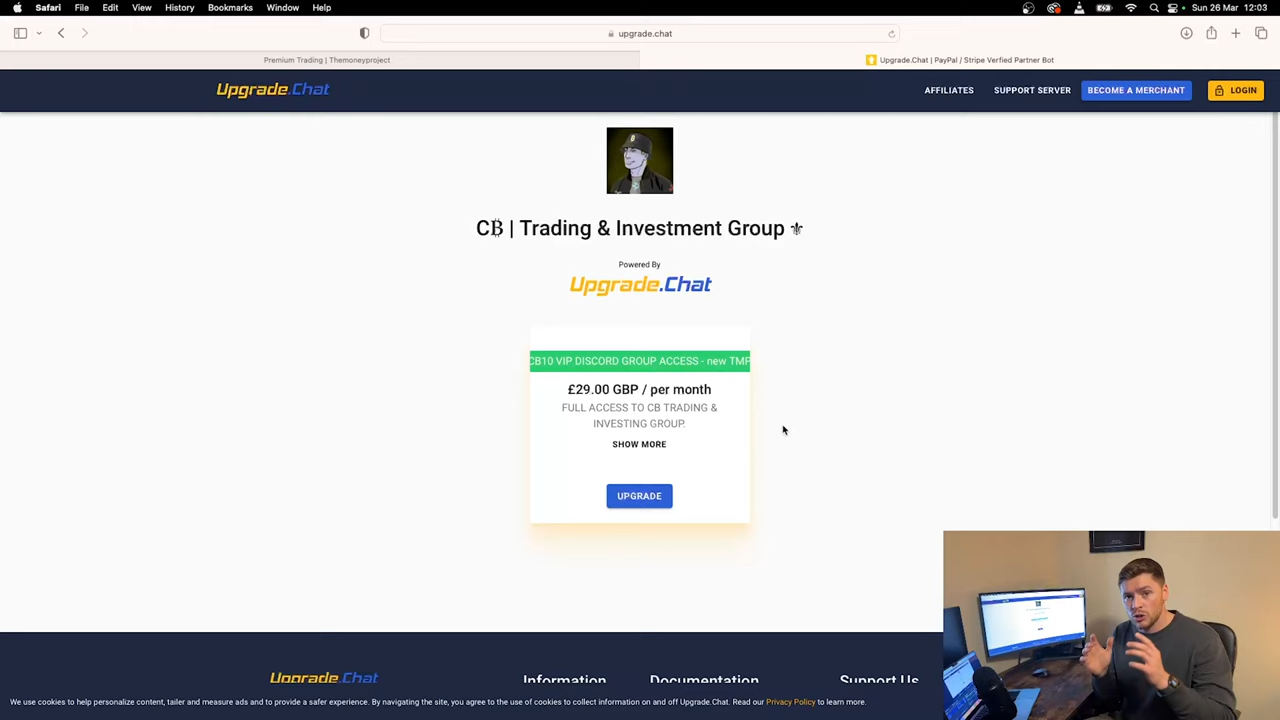 Safari File Edit View History Bookmarks Window Help
Sun 26 Mar 12:03
upgrade.chat
Premium Trading | Themoneyproject
Upgrade.Chat | PayPal / Stripe Verfied Partner Bot
Upgrade.Chat
AFFILIATES
SUPPORT SERVER
BECOME A MERCHANT
LOGIN
C₿ | Trading & Investment Group ⚜
Powered By
Upgrade.Chat
CB10 VIP DISCORD GROUP ACCESS - new TMP
£29.00 GBP / per month
FULL ACCESS TO CB TRADING &
INVESTING GROUP.
SHOW MORE
UPGRADE
Upgrade.Chat
Information
Documentation
Support Us
We use cookies to help personalize content, tailer and measure ads and to provide a safer experience. By navigating the site, you agree to the use of cookies to collect information on and off Upgrade.Chat. Read our Privacy Policy to learn more.